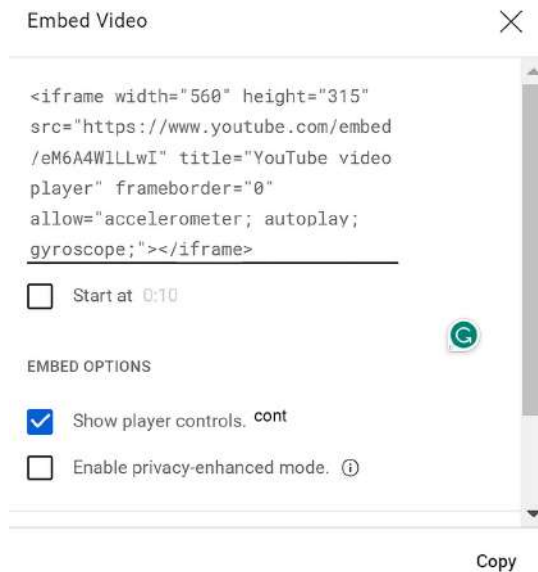 Embed Video
<iframe width="560" height="315"
src="https://www.youtube.com/embed
/eM6A4WlLLwI" title="YouTube video
player" frameborder="0"
allow="accelerometer; autoplay;
gyroscope;"></iframe>
Start at 0:10
EMBED OPTIONS
Show player controls. cont
Enable privacy-enhanced mode.
Copy